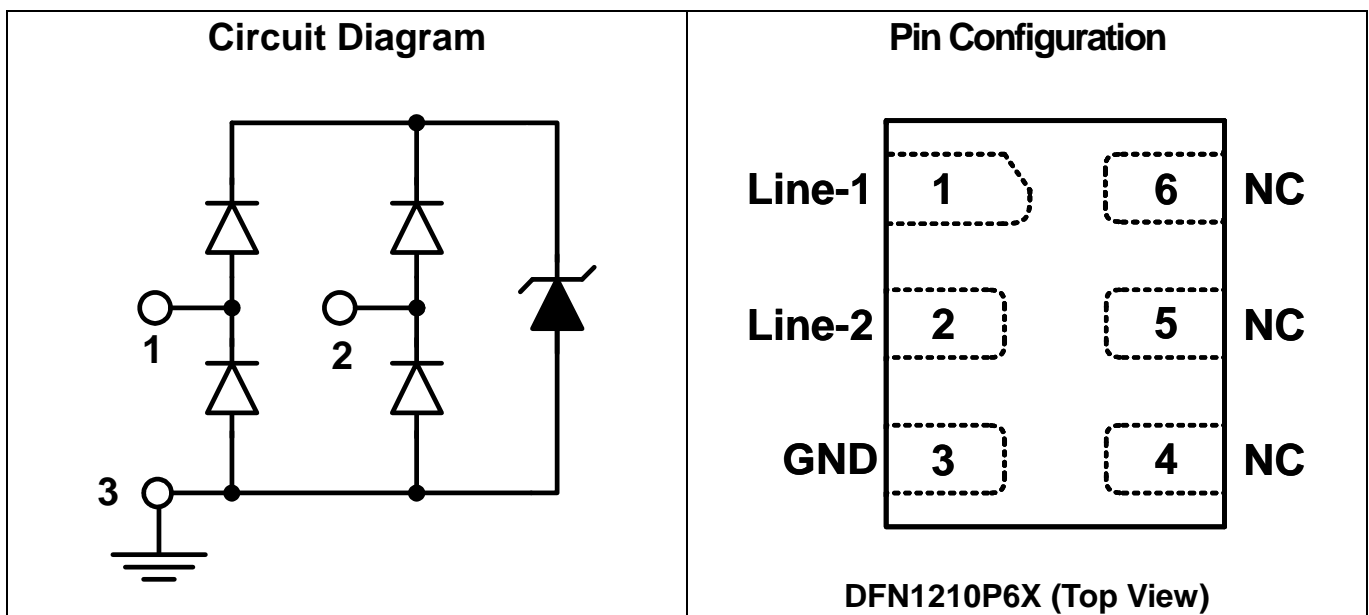 Circuit Diagram
1
2
3
Pin Configuration
Line-1 1 6 NC
Line-2 2 5 NC
GND 3 4 NC
DFN1210P6X (Top View)